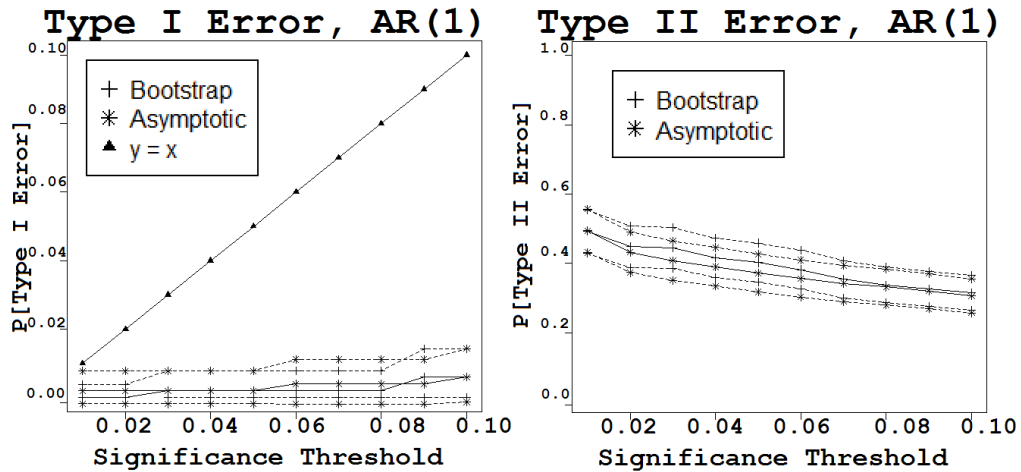 Type I Error, AR(1)
P[Type I Error]
0.10
0.08
0.06
0.04
0.02
0.00
Bootstrap
Asymptotic
y = x
0.02 0.04 0.06 0.08 0.10
Significance Threshold
Type II Error, AR(1)
P[Type II Error]
1.0
0.8
0.6
0.4
0.2
.0
Bootstrap
Asymptotic
0.02 0.04 0.06 0.08 0.10
Significance Threshold